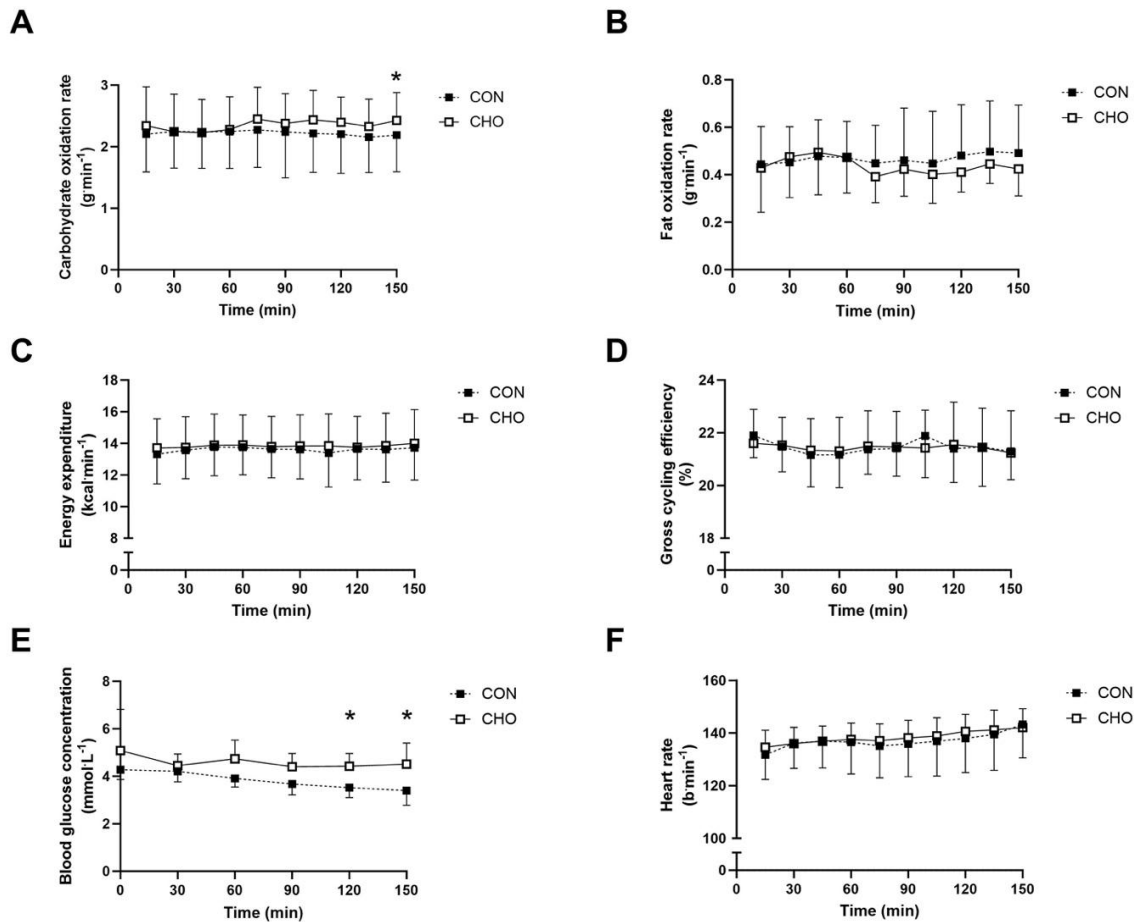 A
Carbohydrate oxidation rate
(g·min⁻¹)
3
2
1
0
*
0 30 60 90 120 150
Time (min)
CON
CHO
B
Fat oxidation rate
(g·min⁻¹)
0.8
0.6
0.4
0.2
0.0
0 30 60 90 120 150
Time (min)
CON
CHO
C
Energy expenditure
(kcal·min⁻¹)
18
16
14
12
10
8
0
0 30 60 90 120 150
Time (min)
CON
CHO
D
Gross cycling efficiency
(%)
24
22
20
18
0
0 30 60 90 120 150
Time (min)
CON
CHO
E
Blood glucose concentration
(mmol·L⁻¹)
8
6
4
2
0
* *
0 30 60 90 120 150
Time (min)
CON
CHO
F
Heart rate
(b·min⁻¹)
160
140
120
100
0
0 30 60 90 120 150
Time (min)
CON
CHO